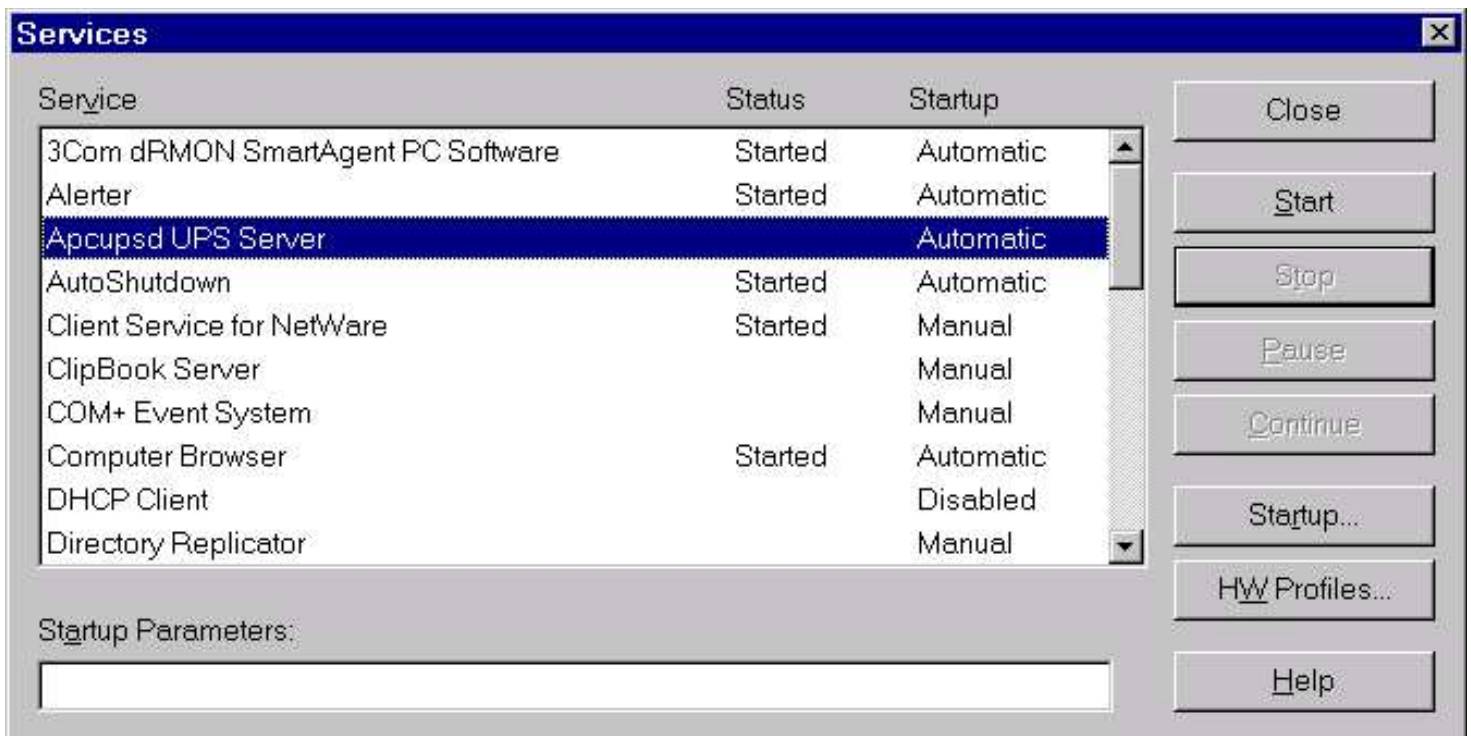 Services
Service Status Startup
3Com dRMON SmartAgent PC Software Started Automatic
Alerter Started Automatic
Apcupsd UPS Server Automatic
AutoShutdown Started Automatic
Client Service for NetWare Started Manual
ClipBook Server Manual
COM+ Event System Manual
Computer Browser Started Automatic
DHCP Client Disabled
Directory Replicator Manual
Startup Parameters:
Close
Start
Stop
Pause
Continue
Startup...
HW Profiles...
Help